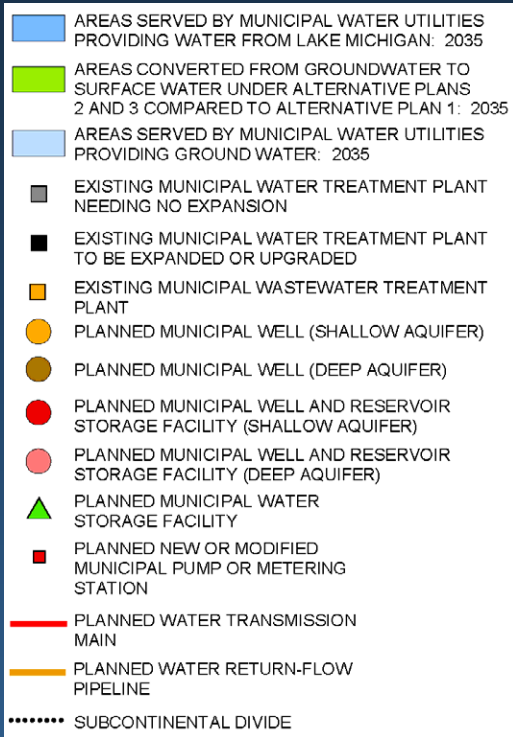 AREAS SERVED BY MUNICIPAL WATER UTILITIES
PROVIDING WATER FROM LAKE MICHIGAN: 2035
AREAS CONVERTED FROM GROUNDWATER TO
SURFACE WATER UNDER ALTERNATIVE PLANS
2 AND 3 COMPARED TO ALTERNATIVE PLAN 1: 2035
AREAS SERVED BY MUNICIPAL WATER UTILITIES
PROVIDING GROUND WATER: 2035
EXISTING MUNICIPAL WATER TREATMENT PLANT
NEEDING NO EXPANSION
EXISTING MUNICIPAL WATER TREATMENT PLANT
TO BE EXPANDED OR UPGRADED
EXISTING MUNICIPAL WASTEWATER TREATMENT
PLANT
PLANNED MUNICIPAL WELL (SHALLOW AQUIFER)
PLANNED MUNICIPAL WELL (DEEP AQUIFER)
PLANNED MUNICIPAL WELL AND RESERVOIR
STORAGE FACILITY (SHALLOW AQUIFER)
PLANNED MUNICIPAL WELL AND RESERVOIR
STORAGE FACILITY (DEEP AQUIFER)
PLANNED MUNICIPAL WATER
STORAGE FACILITY
PLANNED NEW OR MODIFIED
MUNICIPAL PUMP OR METERING
STATION
PLANNED WATER TRANSMISSION
MAIN
PLANNED WATER RETURN-FLOW
PIPELINE
SUBCONTINENTAL DIVIDE